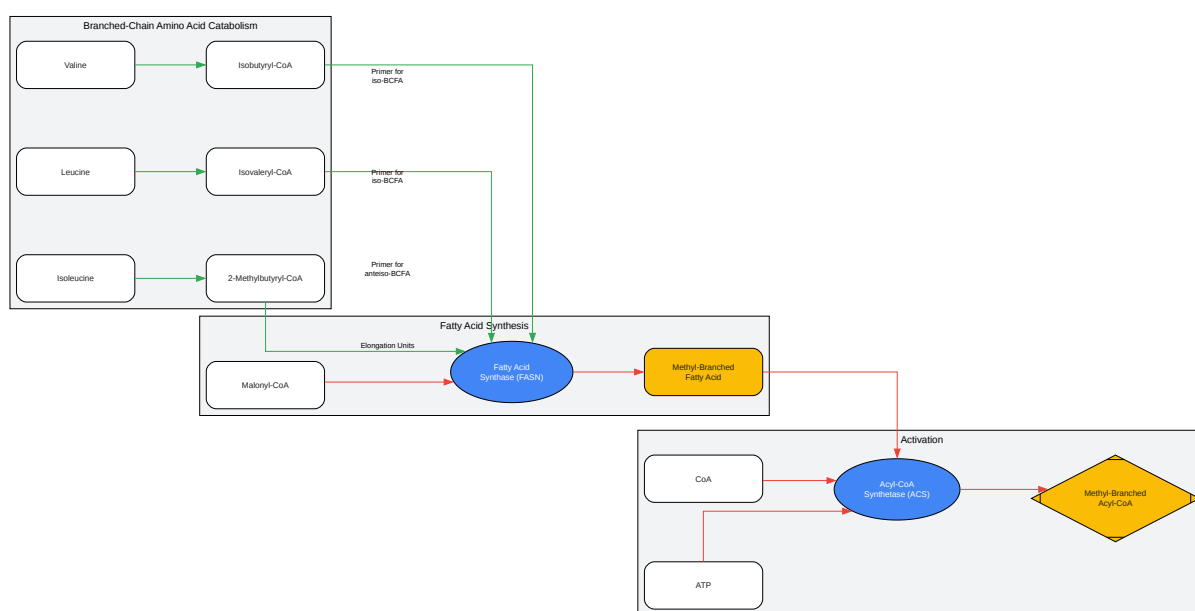 Branched-Chain Amino Acid Catabolism
Valine
Isobutyryl-CoA
Primer for
iso-BCFA
Leucine
Isovaleryl-CoA
Primer for
iso-BCFA
Isoleucine
2-Methylbutyryl-CoA
Primer for
anteiso-BCFA
Fatty Acid Synthesis
Elongation Units
Malonyl-CoA
Fatty Acid
Synthase (FASN)
Methyl-Branched
Fatty Acid
Activation
CoA
Acyl-CoA
Synthetase (ACS)
Methyl-Branched
Acyl-CoA
ATP